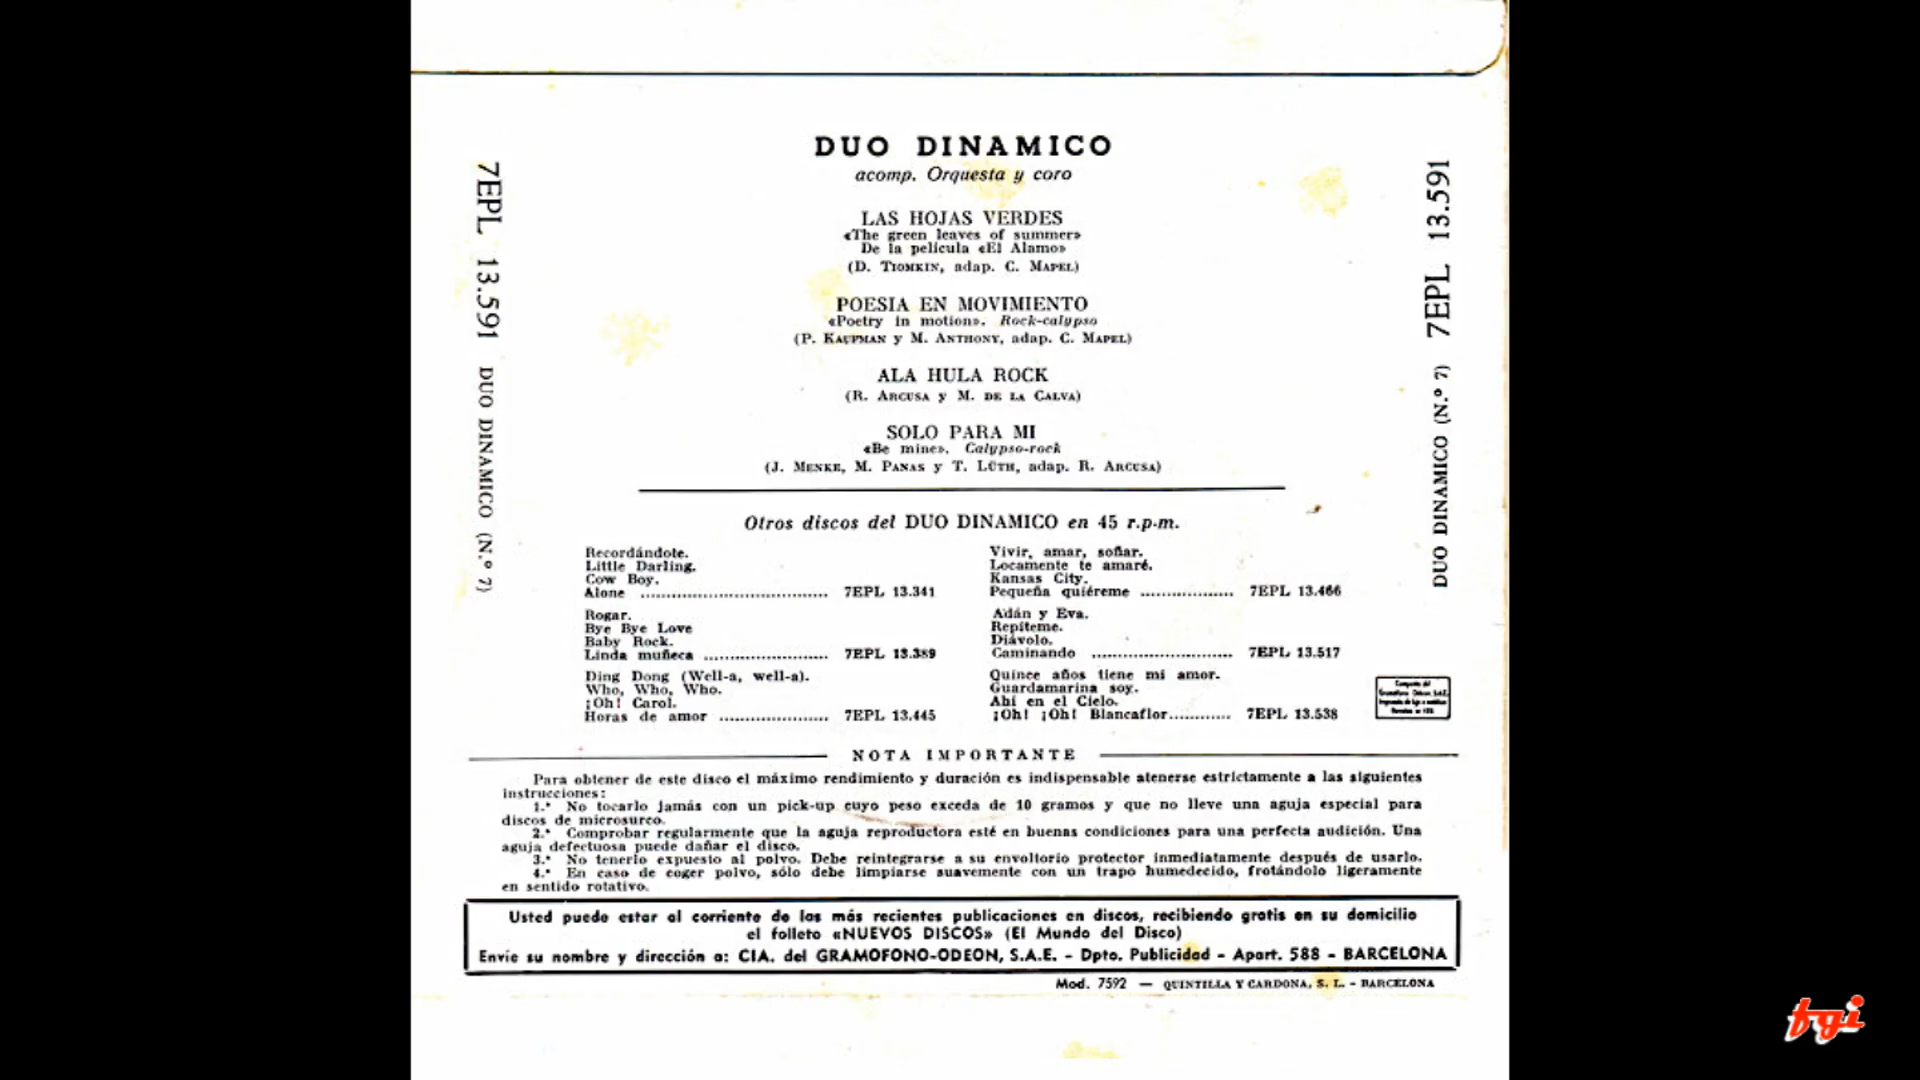 DUO DINAMICO
acomp. Orquesta y coro
LAS HOJAS VERDES
«The green leaves of summer»
De la pelicula «El Alamo»
(D. TIOMKIN, adap. C. MAPEL)
POESIA EN MOVIMIENTO
«Poetry in motion». Rock-calypso
(P. KAUFMAN y M. ANTHONY, adap. C. MAPEL)
ALA HULA ROCK
(R. ARCUSA y M. DE LA CALVA)
SOLO PARA MI
«Be mine». Calypso-rock
(J. MENKE, M. PANAS y T. LÜTH, adap. R. ARCUSA)
7EPL 13.591 DUO DINAMICO (N.º 7)
7EPL 13.591 DUO DINAMICO (N.º 7)
Otros discos del DUO DINAMICO en 45 r.p.m.
Recordándote.
Little Darling.
Cow Boy.
Alone ........ 7EPL 13.341
Rogar.
Bye Bye Love
Baby Rock.
Linda muñeca ........ 7EPL 13.389
Ding Dong (Well-a, well-a).
Who, Who, Who.
¡Oh! Carol.
Horas de amor ........ 7EPL 13.445
Vivir, amar, soñar.
Locamente te amaré.
Kansas City.
Pequeña quiéreme ........ 7EPL 13.466
Adán y Eva.
Repíteme.
Diávolo.
Caminando ........ 7EPL 13.517
Quince años tiene mi amor.
Guardamarina soy.
Ahí en el Cielo.
¡Oh! ¡Oh! Blancaflor........ 7EPL 13.538
NOTA IMPORTANTE
Para obtener de este disco el máximo rendimiento y duración es indispensable atenerse estrictamente a las siguientes
instrucciones:
1.ª No tocarlo jamás con un pick-up cuyo peso exceda de 10 gramos y que no lleve una aguja especial para
discos de microsurco.
2.ª Comprobar regularmente que la aguja reproductora esté en buenas condiciones para una perfecta audición. Una
aguja defectuosa puede dañar el disco.
3.ª No tenerlo expuesto al polvo. Debe reintegrarse a su envoltorio protector inmediatamente después de usarlo.
4.ª En caso de coger polvo, sólo debe limpiarse suavemente con un trapo humedecido, frotándolo ligeramente
en sentido rotativo.
Usted puede estar al corriente de las más recientes publicaciones en discos, recibiendo gratis en su domicilio
el folleto «NUEVOS DISCOS» (El Mundo del Disco)
Envíe su nombre y dirección a: CIA. del GRAMOFONO-ODEON, S.A.E. - Dpto. Publicidad - Apart. 588 - BARCELONA
Mod. 7592 — QUINTILLA Y CARDONA, S. L. - BARCELONA
fgi